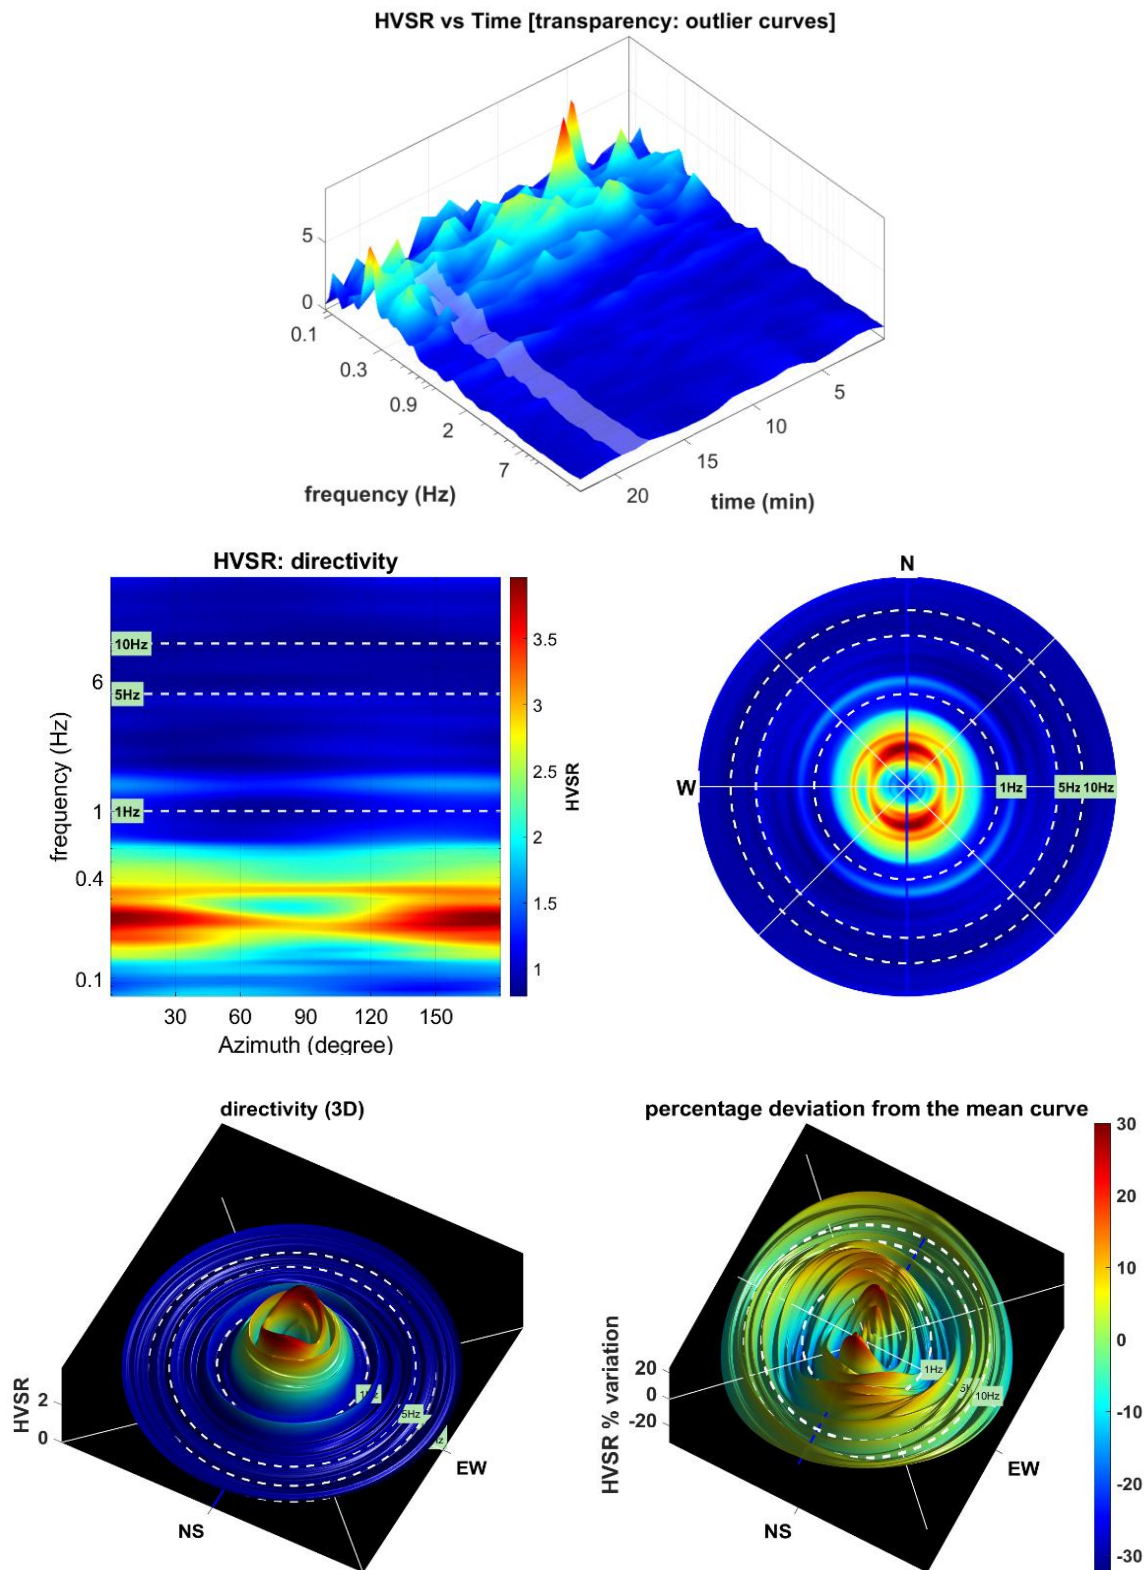 HVSR vs Time [transparency: outlier curves]
5
0
0.1
0.3
0.9
2
7
frequency (Hz)
20
15
10
5
time (min)
HVSR: directivity
10Hz
5Hz
1Hz
6
1
0.4
0.1
frequency (Hz)
30 60 90 120 150
Azimuth (degree)
3.5
3
2.5
2
1.5
1
HVSR
N
W
1Hz
5Hz 10Hz
directivity (3D)
HVSR
2
0
1Hz
5Hz
Hz
EW
NS
percentage deviation from the mean curve
HVSR % variation
20
0
-20
1Hz
5H
10Hz
EW
NS
30
20
10
0
-10
-20
-30